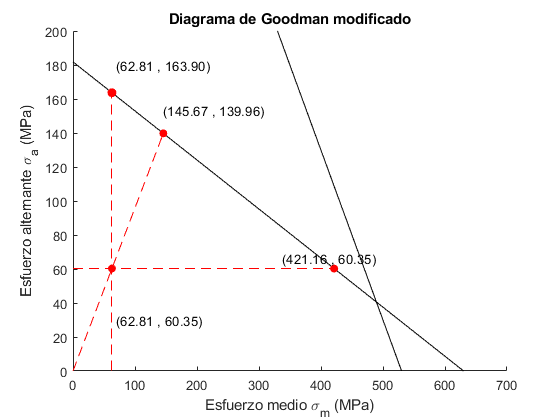 Diagrama de Goodman modificado
Esfuerzo alternante σa (MPa)
200
180
160
140
120
100
80
60
40
20
0
(62.81 , 163.90)
(145.67 , 139.96)
(421.16 , 60.35)
(62.81 , 60.35)
0
100
200
300
400
500
600
700
Esfuerzo medio σm (MPa)